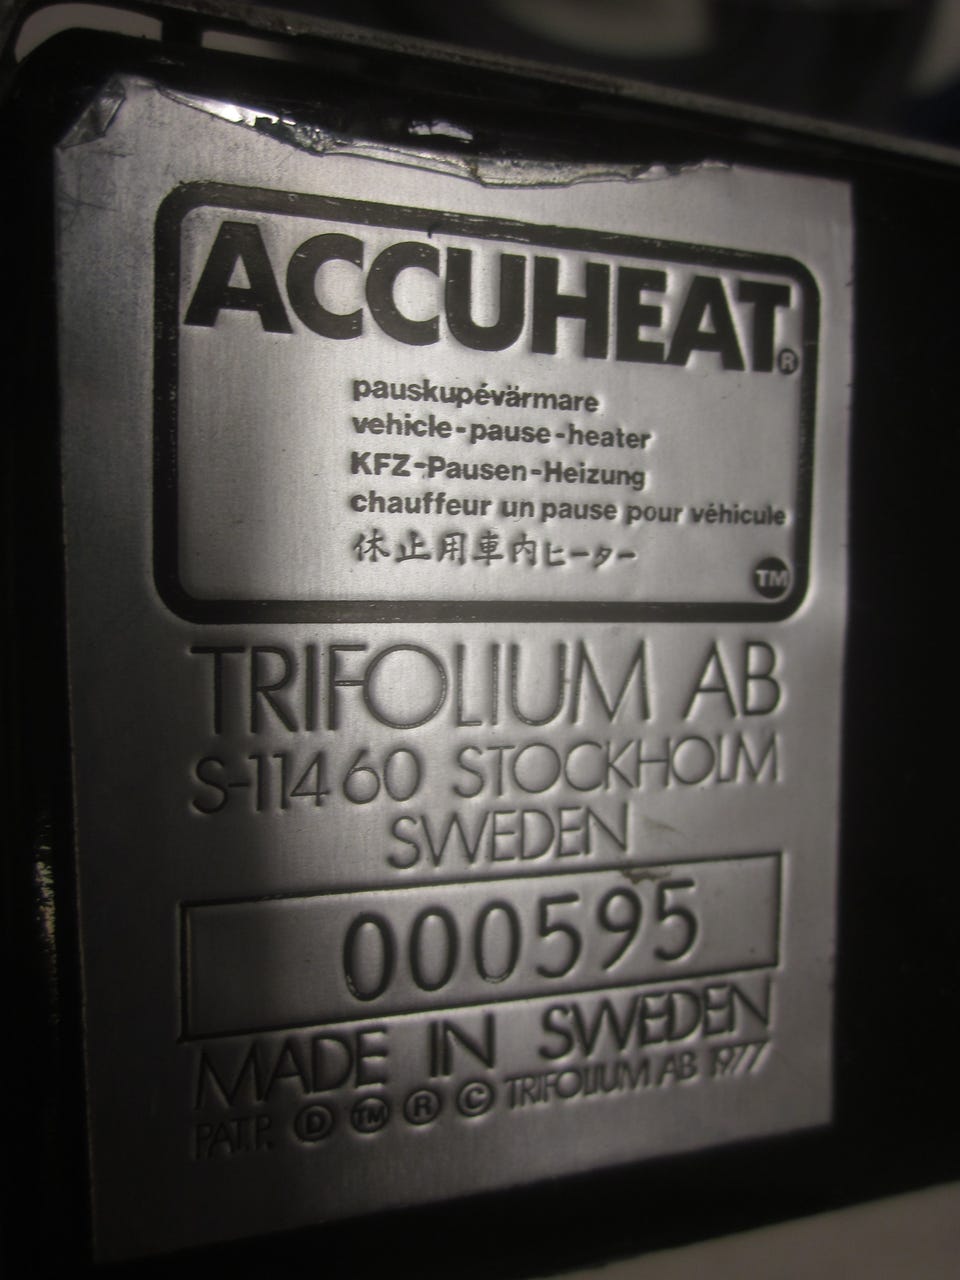 ACCUHEAT®
pauskupévärmare
vehicle-pause-heater
KFZ-Pausen-Heizung
chauffeur un pause pour véhicule
休止用車内ヒーター
TM
TRIFOLIUM AB
S-114 60 STOCKHOLM
SWEDEN
000595
MADE IN SWEDEN
PAT.P. Ⓓ TM ® © TRIFOLIUM AB 1977